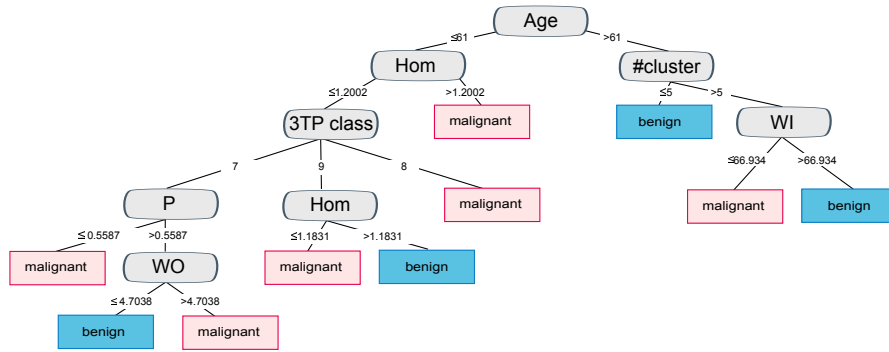 Age
≤61
>61
Hom
#cluster
≤1.2002
>1.2002
≤5
>5
3TP class
malignant
benign
WI
7
9
8
≤66.934
>66.934
P
Hom
malignant
malignant
benign
≤ 0.5587
>0.5587
≤1.1831
>1.1831
malignant
WO
malignant
benign
≤ 4.7038
>4.7038
benign
malignant